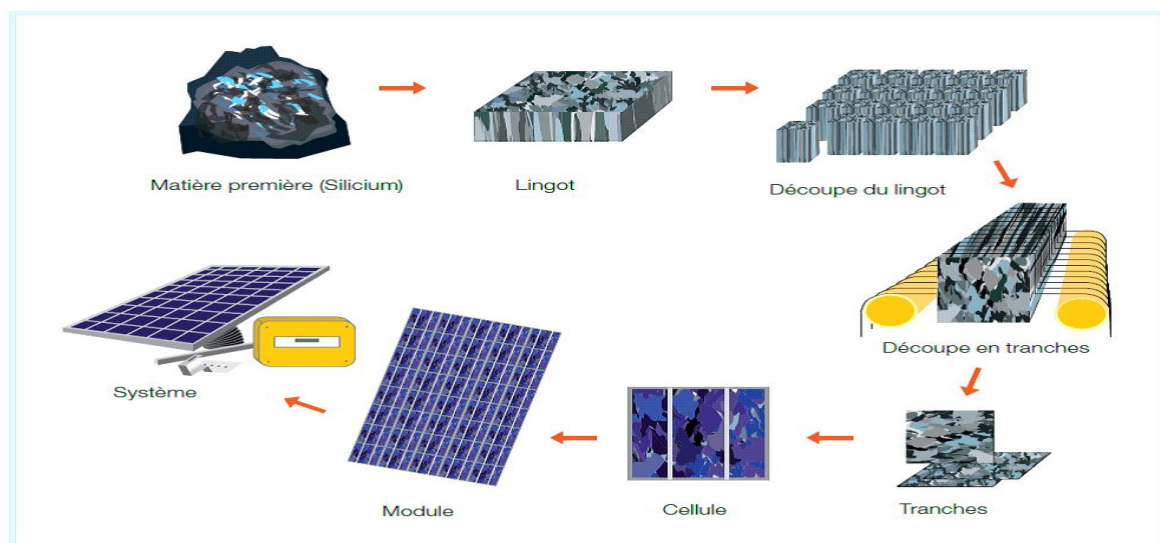 Matière première (Silicium)
Lingot
Découpe du lingot
Découpe en tranches
Tranches
Cellule
Module
Système